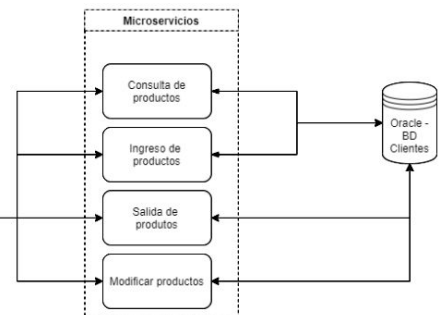 Microservicios
Consulta de
productos
Ingreso de
productos
Salida de
produtos
Modificar productos
Oracle -
BD
Clientes